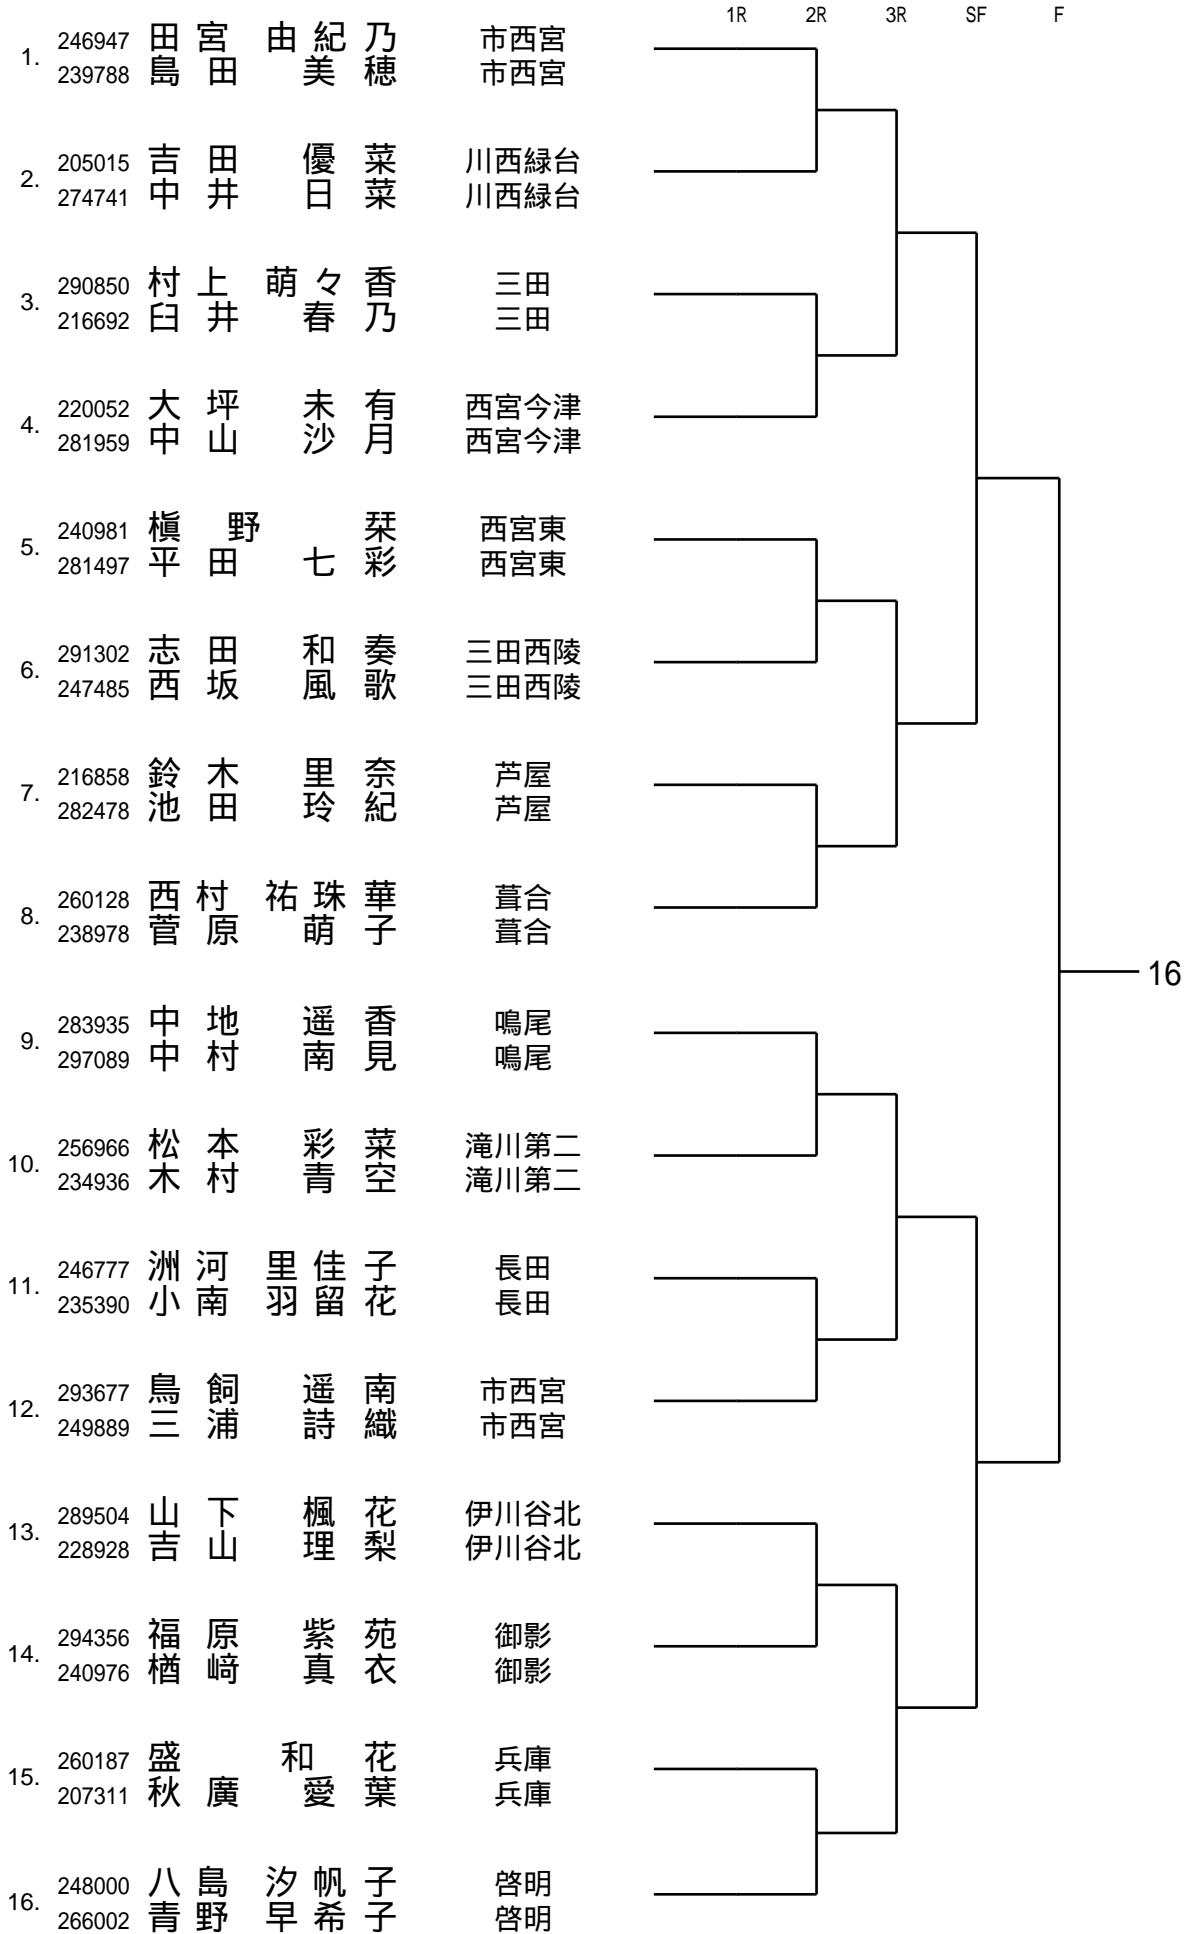 1R 2R 3R SF F
1. 246947 田宮 由紀乃 市西宮
239788 島田 美穂 市西宮
2. 205015 吉田 優菜 川西緑台
274741 中井 日菜 川西緑台
3. 290850 村上 萌々香 三田
216692 臼井 春乃 三田
4. 220052 大坪 未有 西宮今津
281959 中山 沙月 西宮今津
5. 240981 槇野 栞 西宮東
281497 平田 七彩 西宮東
6. 291302 志田 和奏 三田西陵
247485 西坂 風歌 三田西陵
7. 216858 鈴木 里奈 芦屋
282478 池田 玲紀 芦屋
8. 260128 西村 祐珠華 葺合
238978 菅原 萌子 葺合
16
9. 283935 中地 遥香 鳴尾
297089 中村 南見 鳴尾
10. 256966 松本 彩菜 滝川第二
234936 木村 青空 滝川第二
11. 246777 洲河 里佳子 長田
235390 小南 羽留花 長田
12. 293677 鳥飼 遥南 市西宮
249889 三浦 詩織 市西宮
13. 289504 山下 楓花 伊川谷北
228928 吉山 理梨 伊川谷北
14. 294356 福原 紫苑 御影
240976 楢﨑 真衣 御影
15. 260187 盛 和花 兵庫
207311 秋廣 愛葉 兵庫
16. 248000 八島 汐帆子 啓明
266002 青野 早希子 啓明